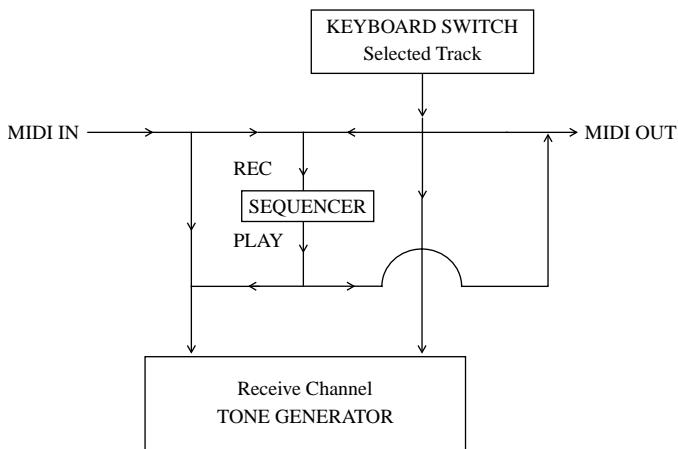 KEYBOARD SWITCH
Selected Track
MIDI IN
MIDI OUT
REC
SEQUENCER
PLAY
Receive Channel
TONE GENERATOR